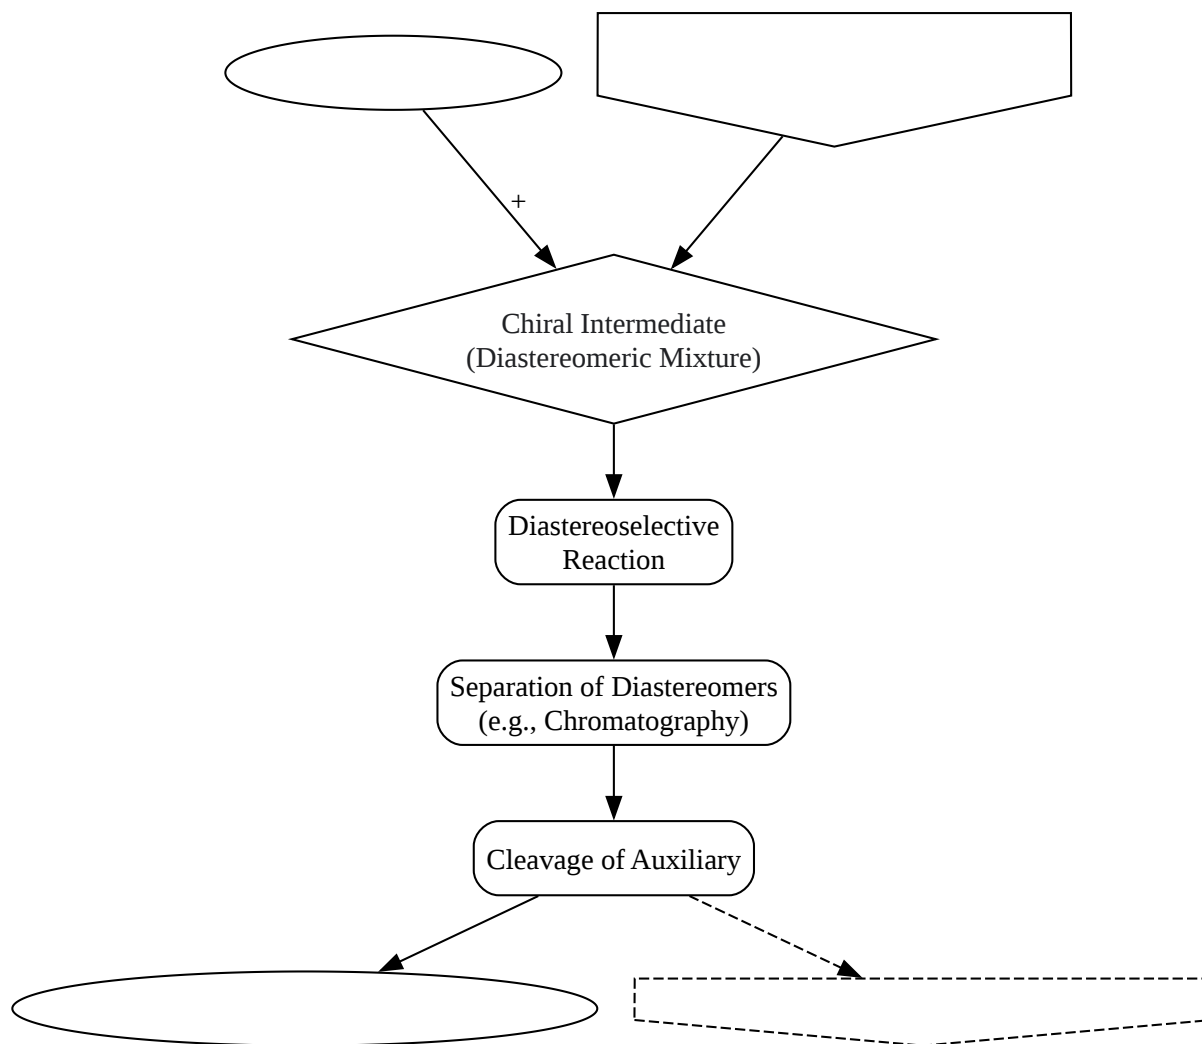 +
Chiral Intermediate
(Diastereomeric Mixture)
Diastereoselective
Reaction
Separation of Diastereomers
(e.g., Chromatography)
Cleavage of Auxiliary